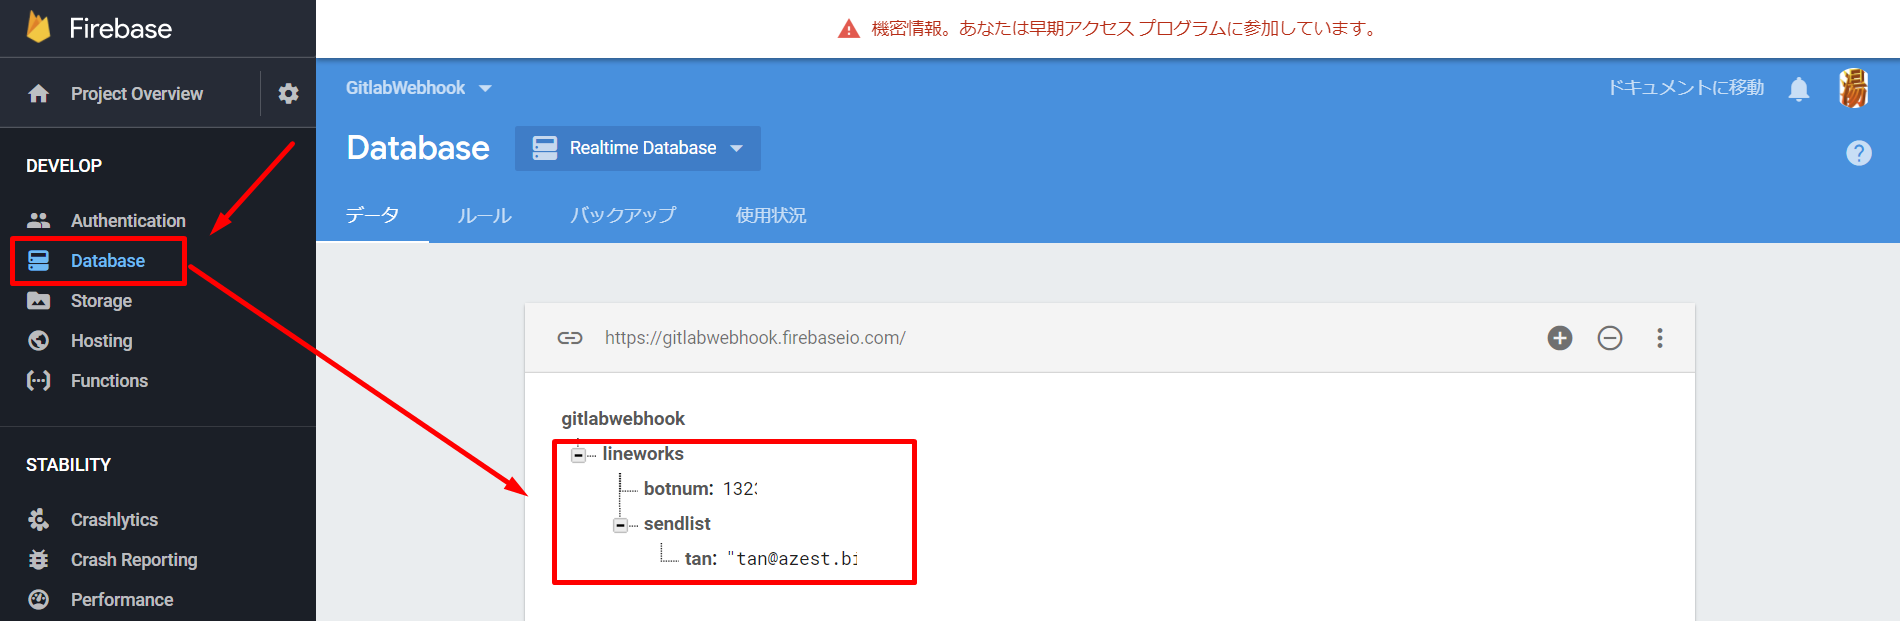 Firebase
機密情報。あなたは早期アクセス プログラムに参加しています。
Project Overview
GitlabWebhook
ドキュメントに移動
湯
Database
Realtime Database
データ
ルール
バックアップ
使用状況
DEVELOP
Authentication
Database
Storage
Hosting
Functions
https://gitlabwebhook.firebaseio.com/
gitlabwebhook
lineworks
botnum: 132
sendlist
tan: "tan@azest.bi
STABILITY
Crashlytics
Crash Reporting
Performance